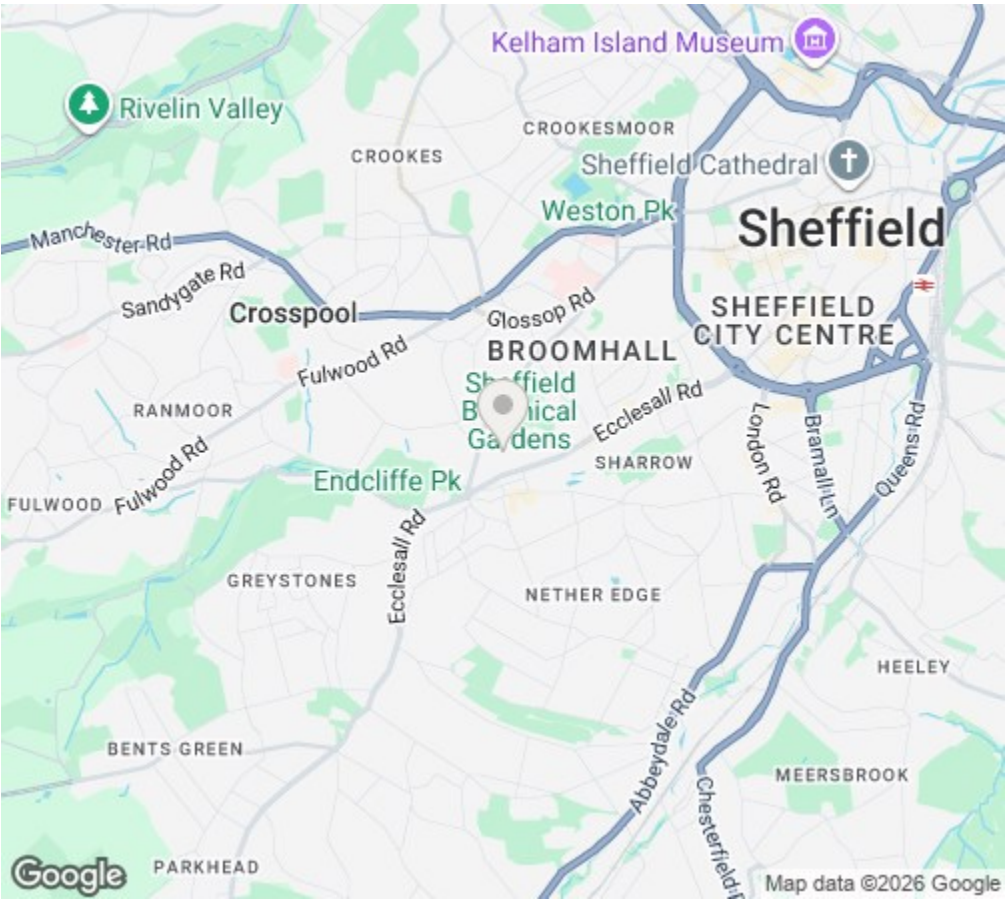 Kelham Island Museum
Rivelin Valley
CROOKESMOOR
CROOKES
Sheffield Cathedral
Weston Pk
Sheffield
Manchester Rd
Sandygate Rd
Crosspool
Glossop Rd
SHEFFIELD
CITY CENTRE
Fulwood Rd
BROOMHALL
Sheffield
Gardens
Ecclesall Rd
RANMOOR
London Rd
Bramall Ln
Queens Rd
SHARROW
Fulwood Rd
Endcliffe Pk
FULWOOD
Ecclesall Rd
GREYSTONES
NETHER EDGE
HEELEY
Abbeydale Rd
BENTS GREEN
MEERSBROOK
Chesterfield
PARKHEAD
Google
Map data ©2026 Google